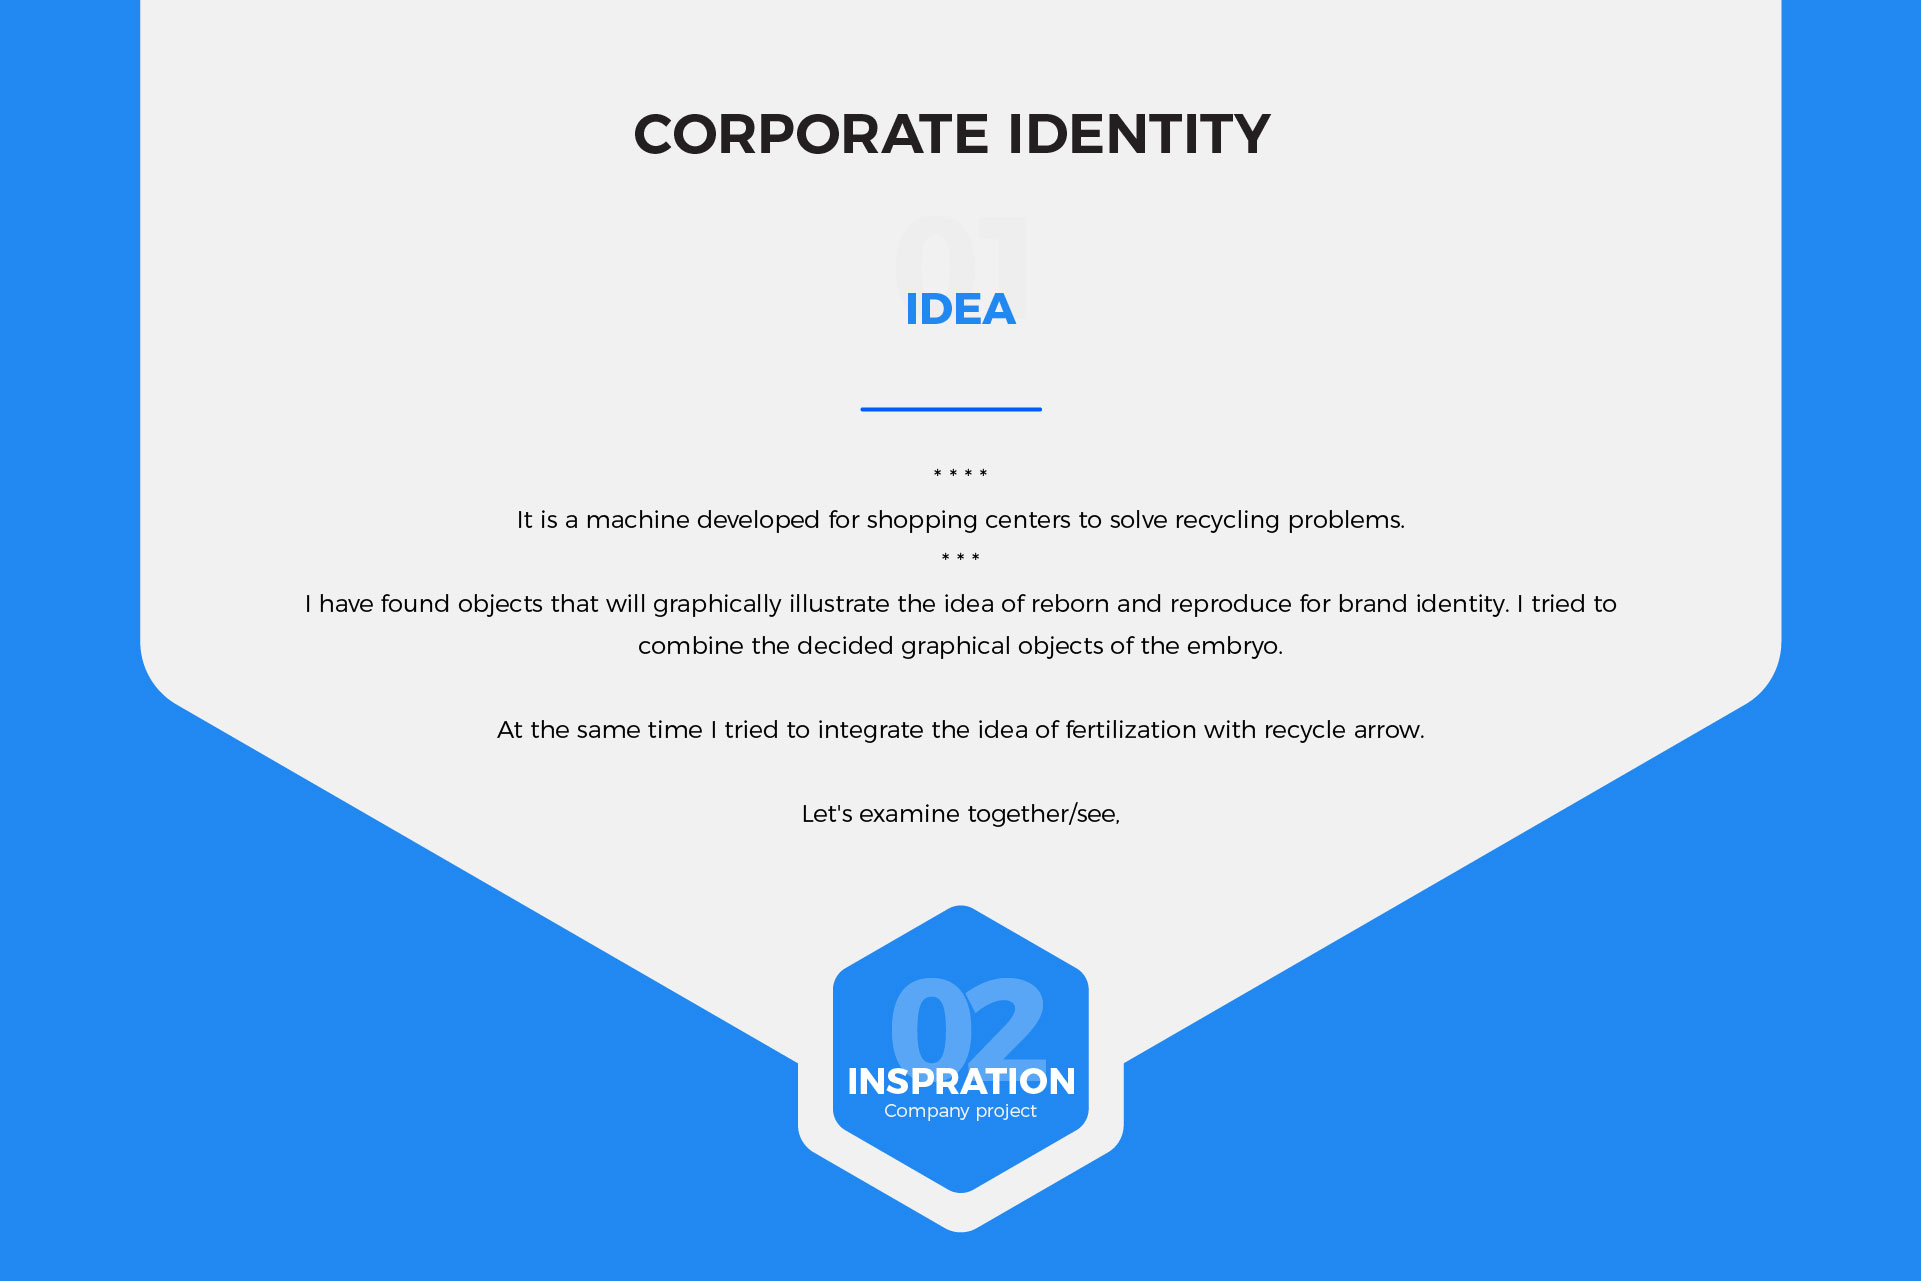 CORPORATE IDENTITY
01
IDEA
* * * *
It is a machine developed for shopping centers to solve recycling problems.
* * *
I have found objects that will graphically illustrate the idea of reborn and reproduce for brand identity. I tried to
combine the decided graphical objects of the embryo.
At the same time I tried to integrate the idea of fertilization with recycle arrow.
Let's examine together/see,
02
INSPRATION
Company project